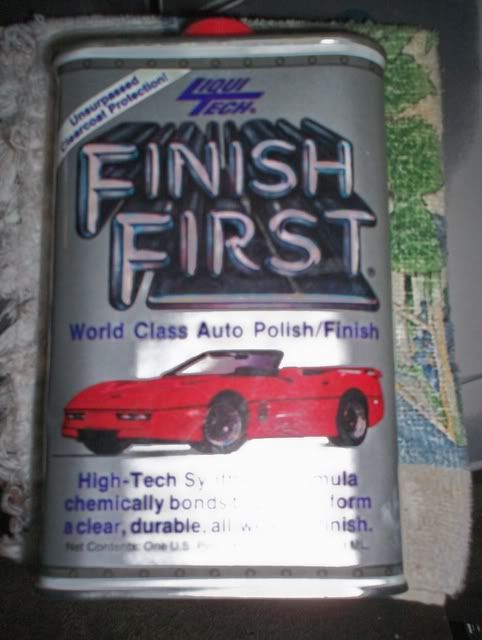 Unsurpassed
Clearcoat Protection!
LIQUI
TECH®
FINISH
FIRST®
World Class Auto Polish/Finish
High-Tech
chemically bonds
a clear, durable, all
Net Contents: One U.S. ML.